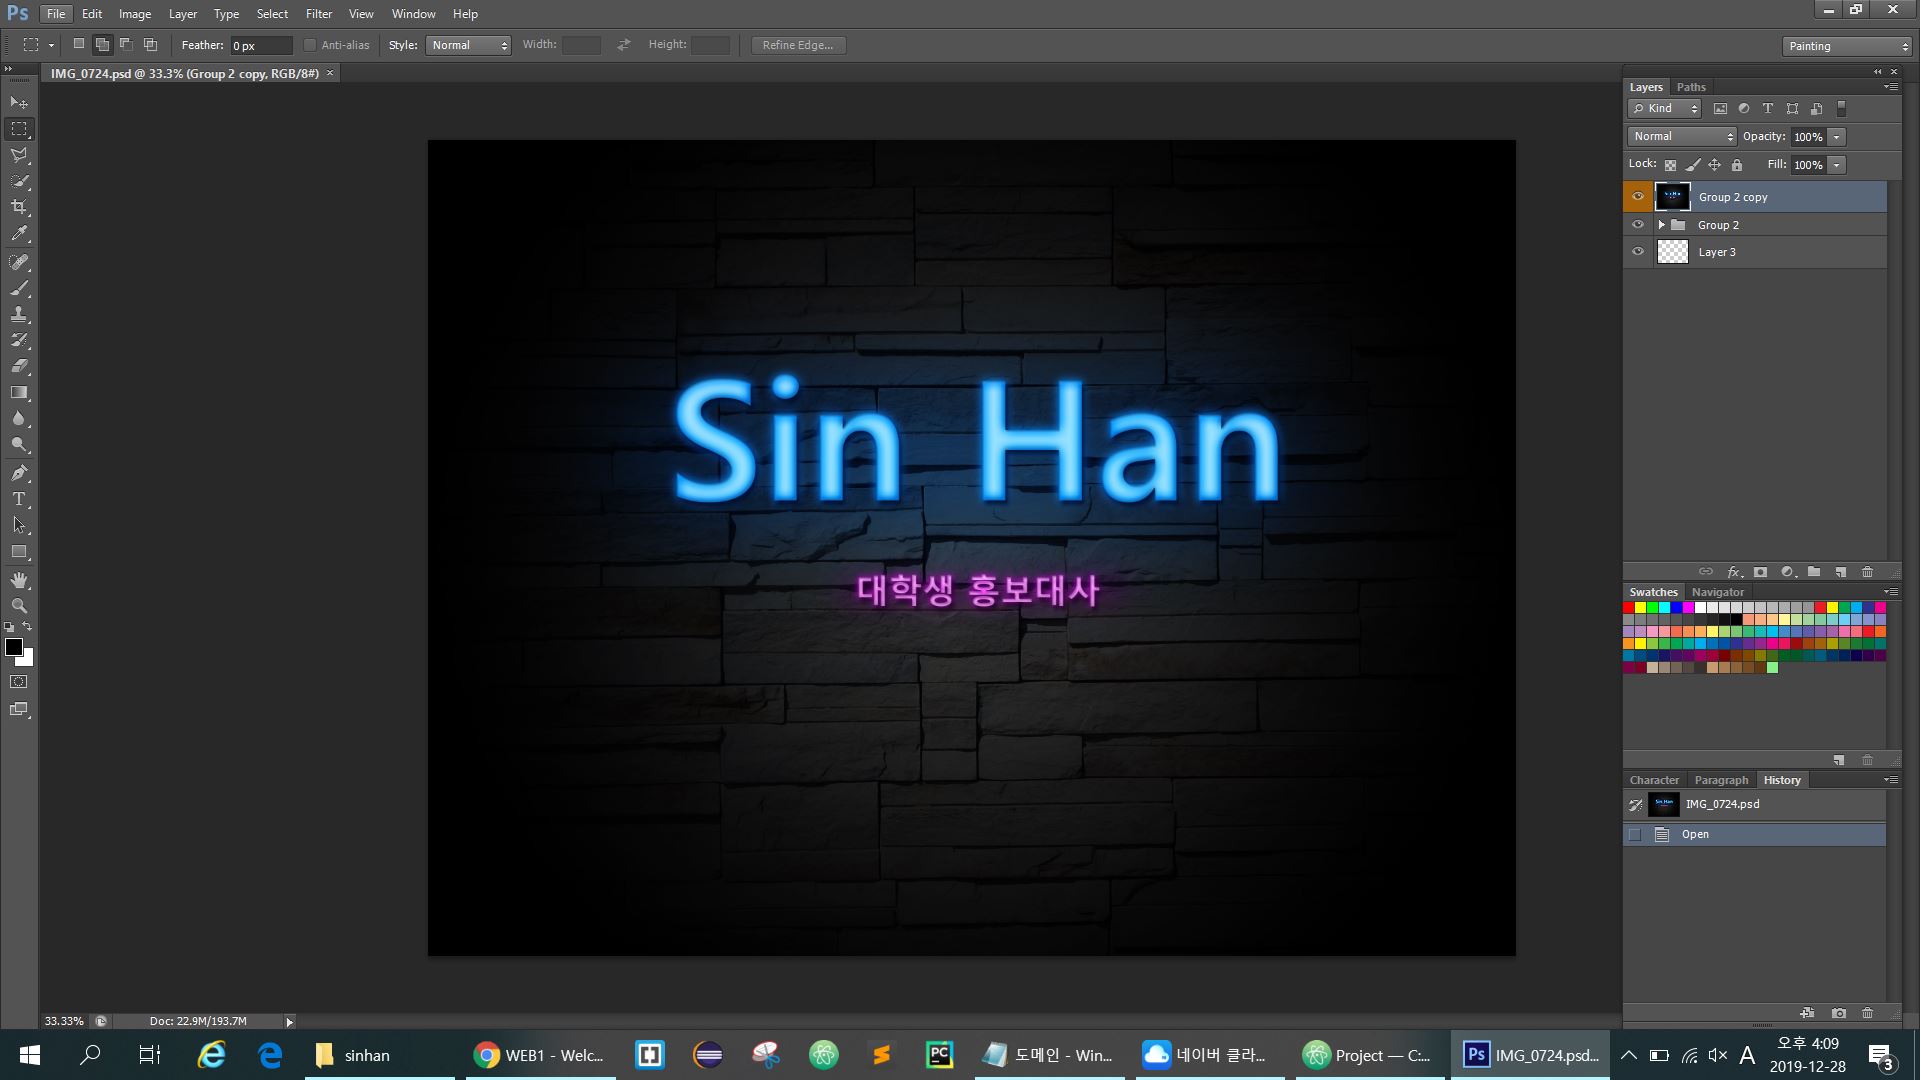 Ps File Edit Image Layer Type Select Filter View Window Help
Feather: 0 px Anti-alias Style: Normal Width: Height: Refine Edge... Painting
IMG_0724.psd @ 33.3% (Group 2 copy, RGB/8#) ×
Layers Paths
Kind
Normal Opacity: 100%
Lock: Fill: 100%
Group 2 copy
Group 2
Layer 3
Sin Han
대학생 홍보대사
Swatches Navigator
Character Paragraph History
IMG_0724.psd
Open
33.33% Doc: 22.9M/193.7M
sinhan
WEB1 - Welc...
PC
도메인 - Win...
네이버 클라...
Project — C:...
Ps IMG_0724.psd...
A
오후 4:09
2019-12-28
3